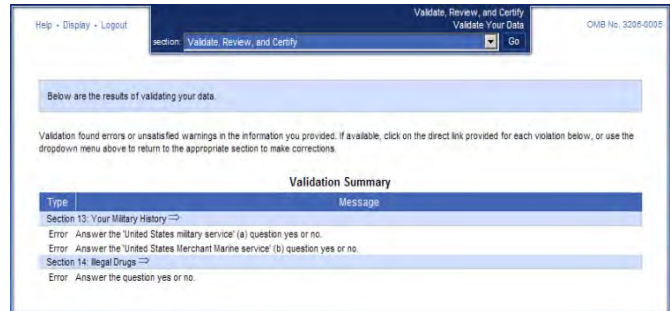 Validate, Review, and Certify
Help - Display - Logout
Validate Your Data
OMB No. 3206-0005
section: Validate, Review, and Certify
Go
Below are the results of validating your data.
Validation found errors or unsatisfied warnings in the information you provided. If available, click on the direct link provided for each violation below, or use the
dropdown menu above to return to the appropriate section to make corrections.
Validation Summary
Type Message
Section 13: Your Military History ⇒
Error Answer the 'United States military service' (a) question yes or no.
Error Answer the 'United States Merchant Marine service' (b) question yes or no.
Section 14: Illegal Drugs ⇒
Error Answer the question yes or no.